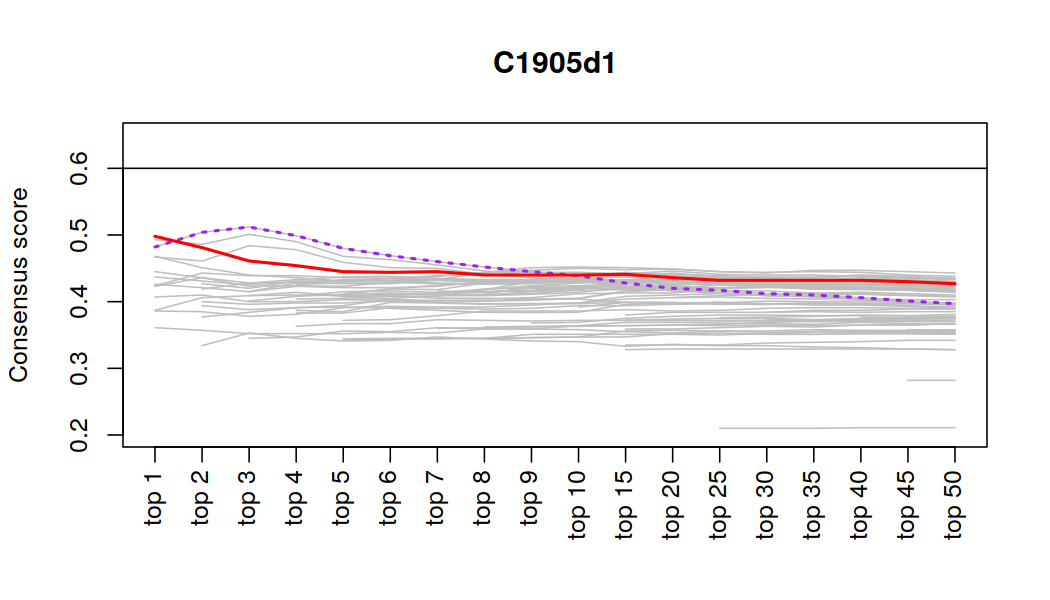 C1905d1
Consensus score
0.6
0.5
0.4
0.3
0.2
top 1
top 2
top 3
top 4
top 5
top 6
top 7
top 8
top 9
top 10
top 15
top 20
top 25
top 30
top 35
top 40
top 45
top 50